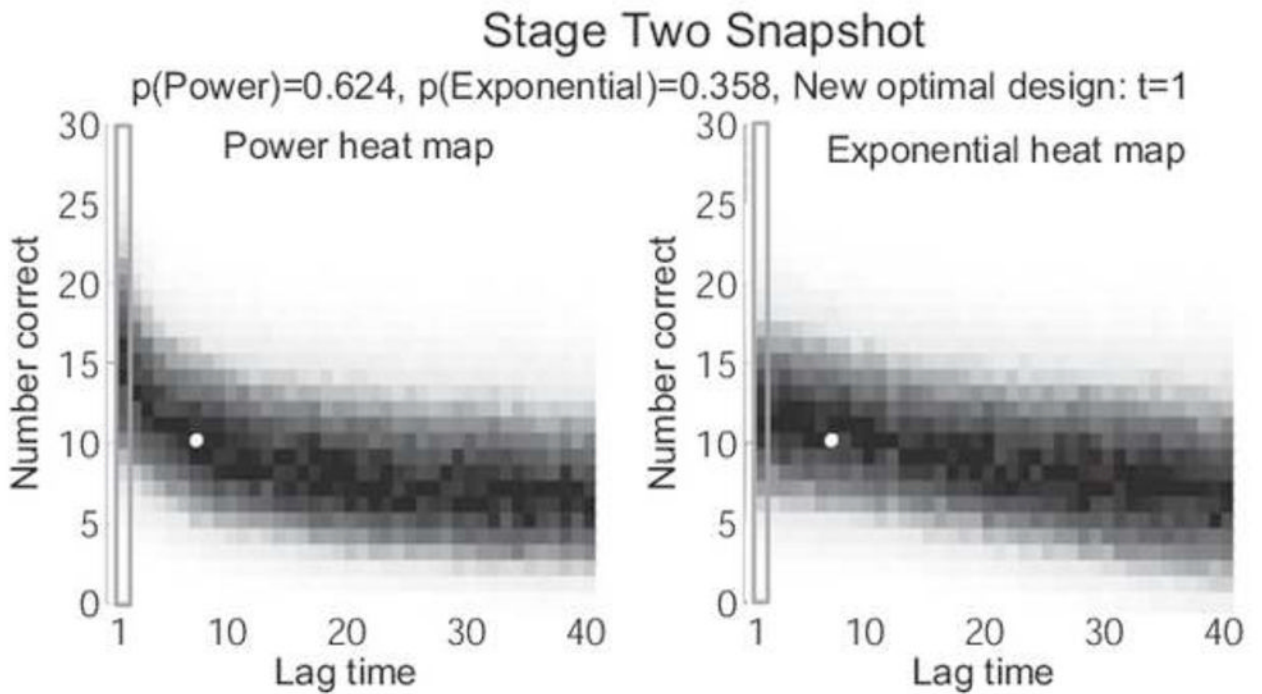 Stage Two Snapshot
p(Power)=0.624, p(Exponential)=0.358, New optimal design: t=1
Power heat map
Number correct
30
25
20
15
10
5
0
1 10 20 30 40
Lag time
Exponential heat map
Number correct
30
25
20
15
10
5
0
1 10 20 30 40
Lag time